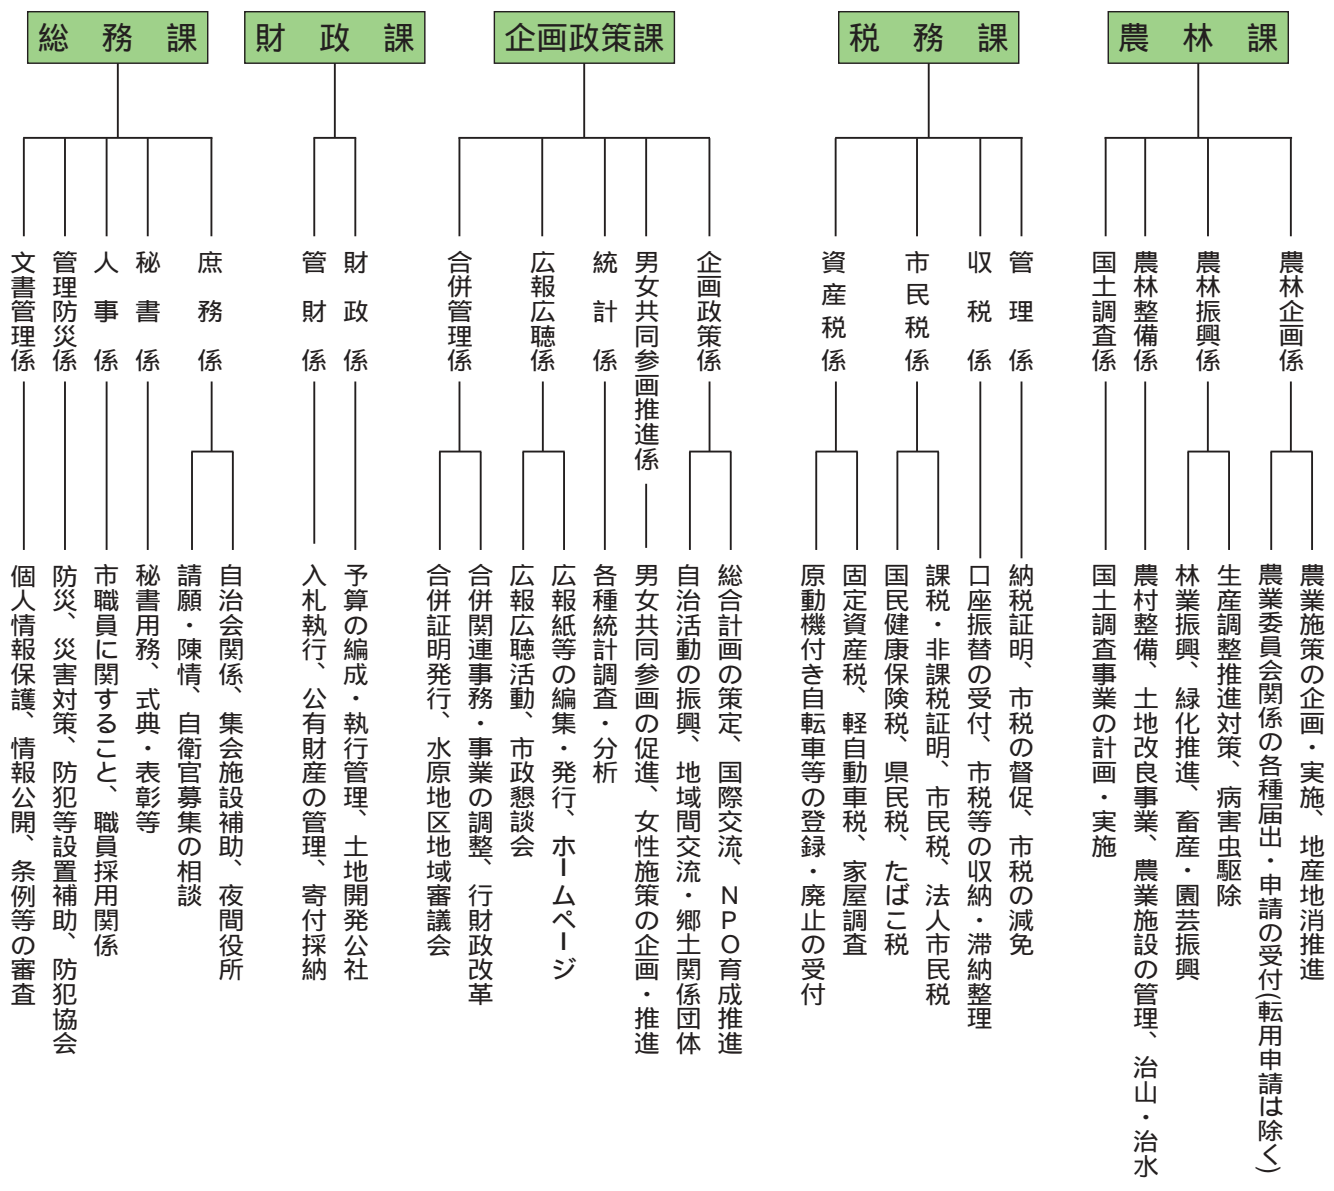 総務課
財政課
企画政策課
税務課
農林課
農林企画係
農林振興係
農林整備係
国土調査係
管理係
収税係
市民税係
資産税係
企画政策係
男女共同参画推進係
統計係
広報広聴係
合併管理係
財政係
管財係
庶務係
秘書係
人事係
管理防災係
文書管理係
農業施策の企画・実施、地産地消推進
農業委員会関係の各種届出・申請の受付(転用申請は除く)
生産調整推進対策、病害虫駆除
林業振興、緑化推進、畜産・園芸振興
農村整備、土地改良事業、農業施設の管理、治山・治水
国土調査事業の計画・実施
納税証明、市税の督促、市税の減免
口座振替の受付、市税等の収納・滞納整理
課税・非課税証明、市民税、法人市民税
国民健康保険税、県民税、たばこ税
固定資産税、軽自動車税、家屋調査
原動機付き自転車等の登録・廃止の受付
総合計画の策定、国際交流、NPO育成推進
自治活動の振興、地域間交流・郷土関係団体
男女共同参画の促進、女性施策の企画・推進
各種統計調査・分析
広報紙等の編集・発行、ホームページ
広報広聴活動、市政懇談会
合併関連事務・事業の調整、行財政改革
合併証明発行、水原地区地域審議会
予算の編成・執行管理、土地開発公社
入札執行、公有財産の管理、寄付採納
自治会関係、集会施設補助、夜間役所
請願・陳情、自衛官募集の相談
秘書用務、式典・表彰等
市職員に関すること、職員採用関係
防災、災害対策、防犯等設置補助、防犯協会
個人情報保護、情報公開、条例等の審査